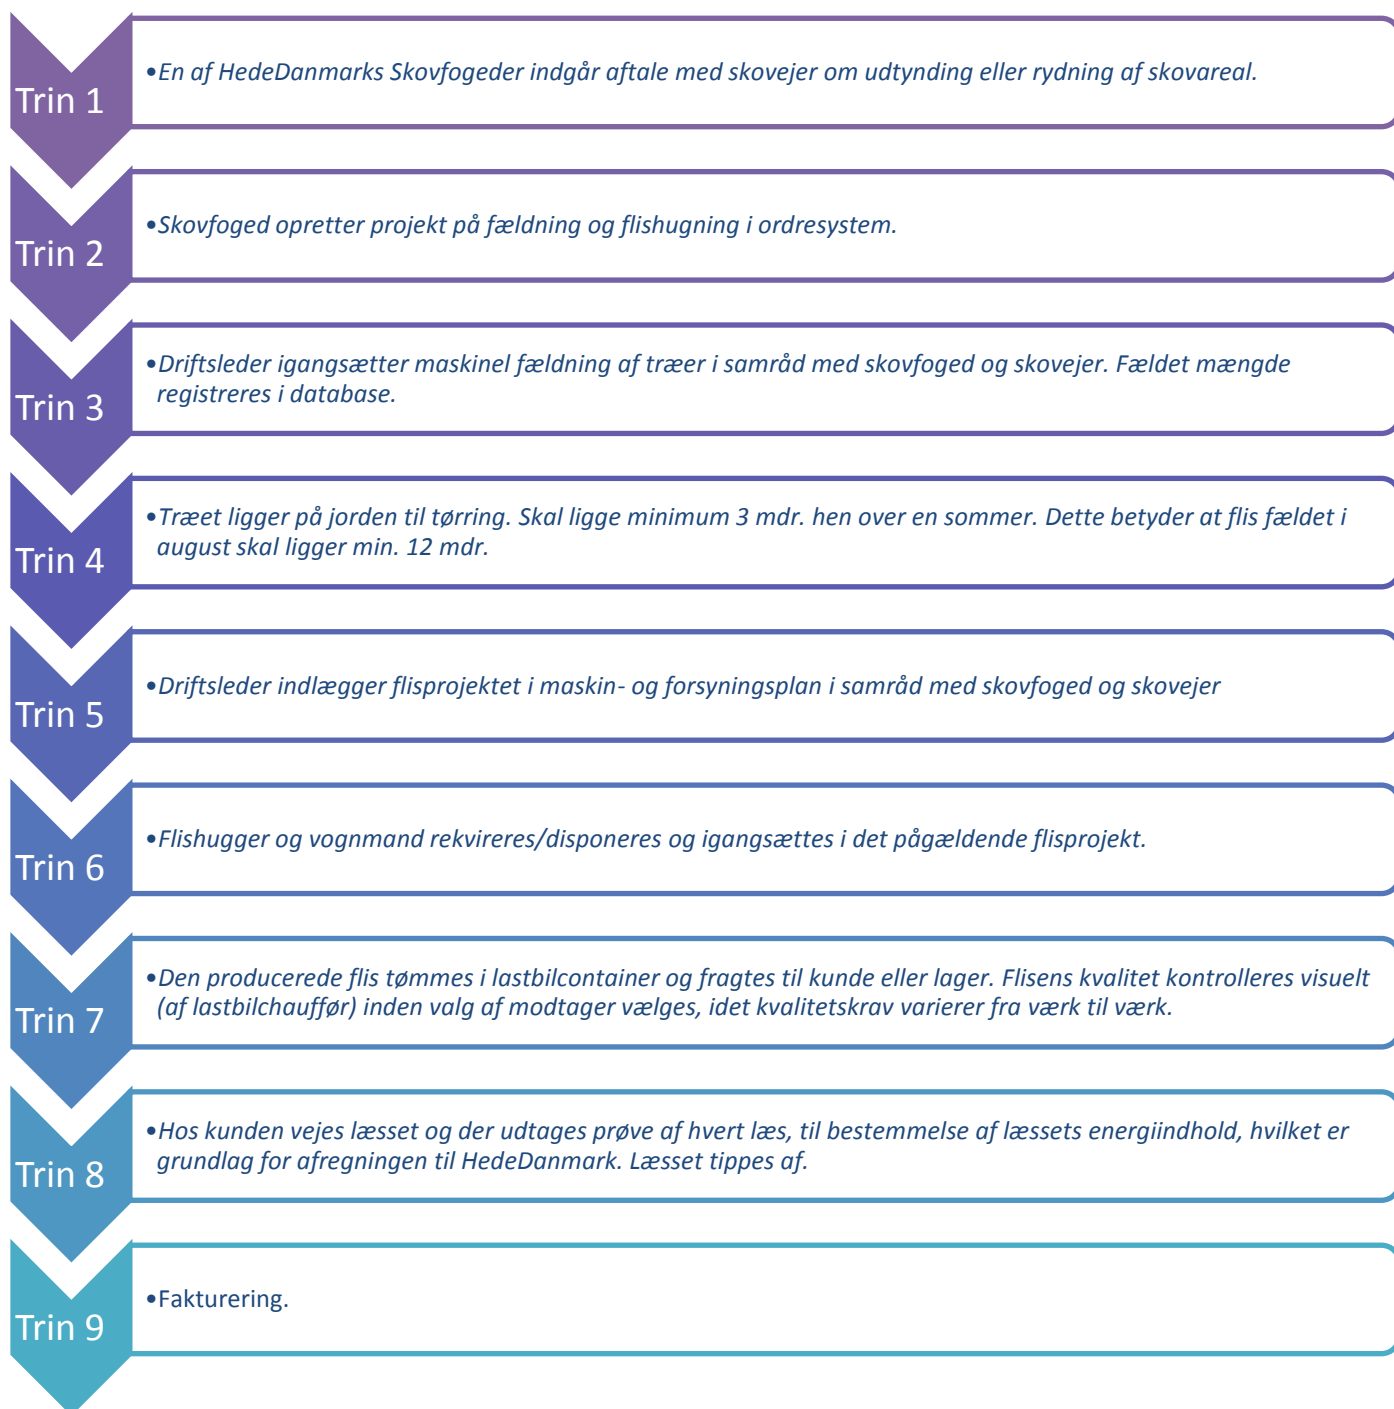 Trin 1
•En af HedeDanmarks Skovfogeder indgår aftale med skovejer om udtynding eller rydning af skovareal.
Trin 2
•Skovfoged opretter projekt på fældning og flishugning i ordresystem.
Trin 3
•Driftsleder igangsætter maskinel fældning af træer i samråd med skovfoged og skovejer. Fældet mængde
registreres i database.
Trin 4
•Træet ligger på jorden til tørring. Skal ligge minimum 3 mdr. hen over en sommer. Dette betyder at flis fældet i
august skal ligger min. 12 mdr.
Trin 5
•Driftsleder indlægger flisprojektet i maskin- og forsyningsplan i samråd med skovfoged og skovejer
Trin 6
•Flishugger og vognmand rekvireres/disponeres og igangsættes i det pågældende flisprojekt.
Trin 7
•Den producerede flis tømmes i lastbilcontainer og fragtes til kunde eller lager. Flisens kvalitet kontrolleres visuelt
(af lastbilchauffør) inden valg af modtager vælges, idet kvalitetskrav varierer fra værk til værk.
Trin 8
•Hos kunden vejes læsset og der udtages prøve af hvert læs, til bestemmelse af læssets energiindhold, hvilket er
grundlag for afregningen til HedeDanmark. Læsset tippes af.
Trin 9
•Fakturering.